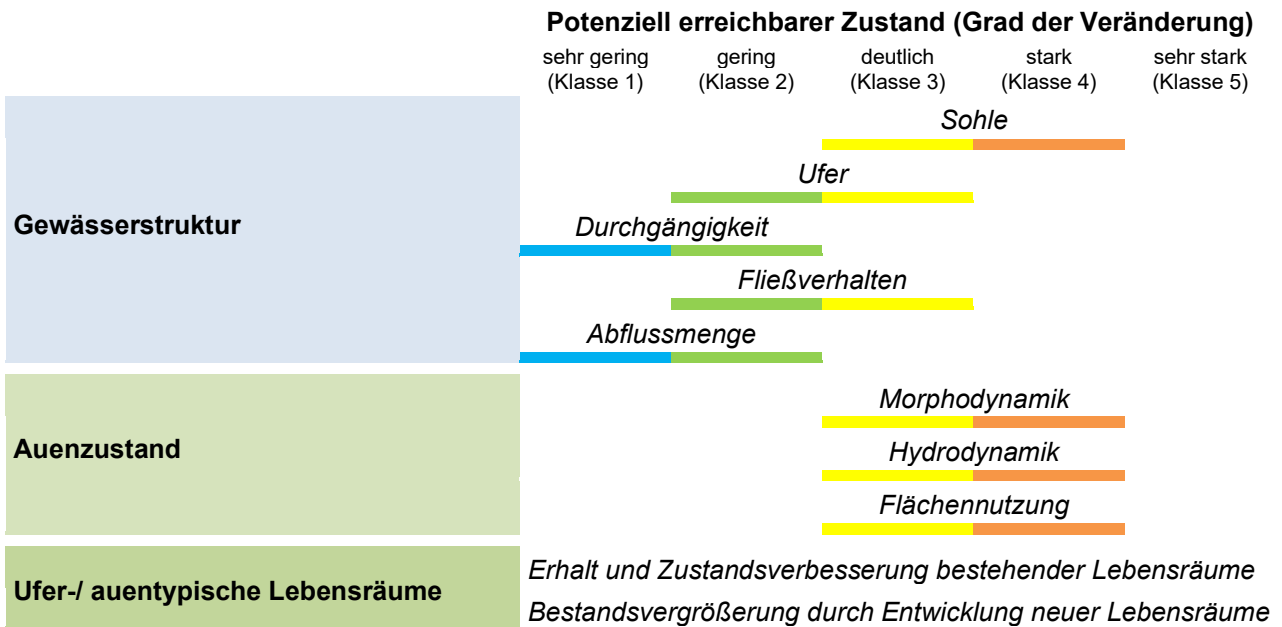 Potenziell erreichbarer Zustand (Grad der Veränderung)
sehr gering gering deutlich stark sehr stark
(Klasse 1) (Klasse 2) (Klasse 3) (Klasse 4) (Klasse 5)
Sohle
Ufer
Gewässerstruktur
Durchgängigkeit
Fließverhalten
Abflussmenge
Morphodynamik
Auenzustand
Hydrodynamik
Flächennutzung
Ufer-/ auentypische Lebensräume
Erhalt und Zustandsverbesserung bestehender Lebensräume
Bestandsvergrößerung durch Entwicklung neuer Lebensräume